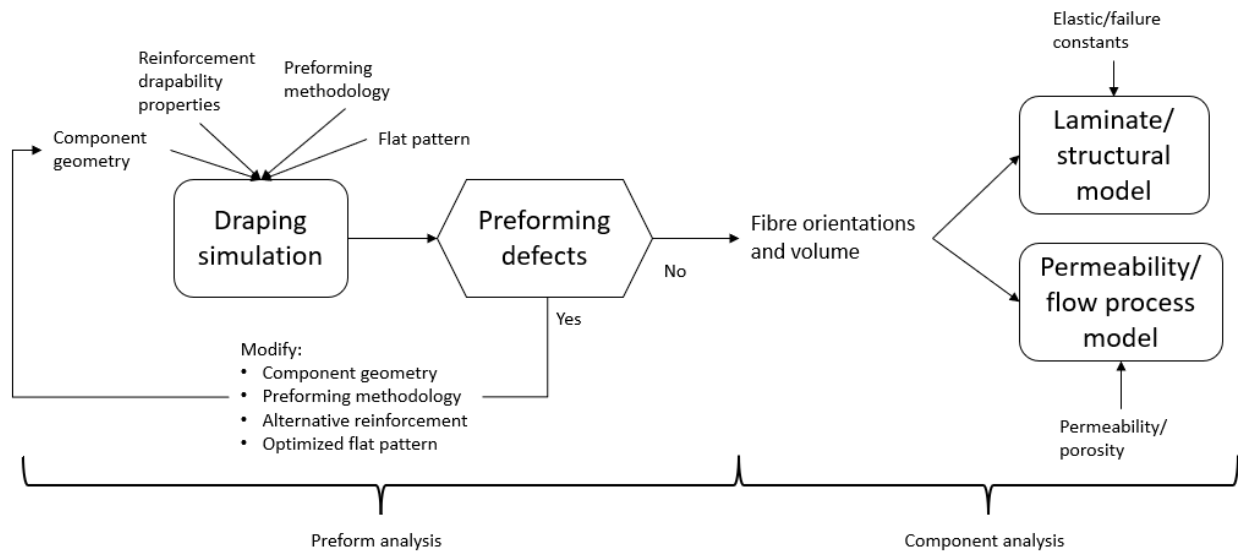 Reinforcement
drapability
properties
Preforming
methodology
Component
geometry
Flat pattern
Draping
simulation
Preforming
defects
No
Yes
Modify:
• Component geometry
• Preforming methodology
• Alternative reinforcement
• Optimized flat pattern
Fibre orientations
and volume
Elastic/failure
constants
Laminate/
structural
model
Permeability/
flow process
model
Permeability/
porosity
Preform analysis
Component analysis